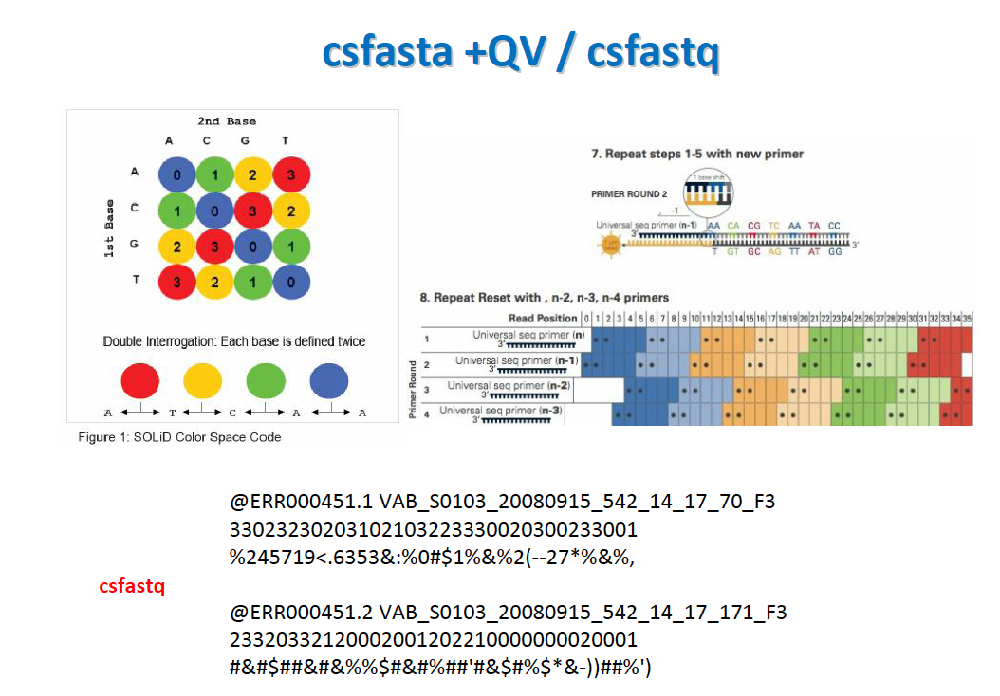 csfasta +QV / csfastq
2nd Base
A C G T
1st Base
A 0 1 2 3
C 1 0 3 2
G 2 3 0 1
T 3 2 1 0
Double Interrogation: Each base is defined twice
A T C A A
Figure 1: SOLiD Color Space Code
7. Repeat steps 1-5 with new primer
1 base shift
PRIMER ROUND 2
-1
Universal seq primer (n-1) AA CA CG TC AA TA CC
3' 3'
T GT GC AG TT AT GG
8. Repeat Reset with , n-2, n-3, n-4 primers
Read Position 0 1 2 3 4 5 6 7 8 9 10 11 12 13 14 15 16 17 18 19 20 21 22 23 24 25 26 27 28 29 30 31 32 33 34 35
Primer Round
1 Universal seq primer (n)
3'
2 Universal seq primer (n-1)
3'
3 Universal seq primer (n-2)
3'
4 Universal seq primer (n-3)
3'
csfastq
@ERR000451.1 VAB_S0103_20080915_542_14_17_70_F3
33023230203102103223330020300233001
%245719<.6353&:%0#$1%&%2(--27*%&%,
@ERR000451.2 VAB_S0103_20080915_542_14_17_171_F3
23320332120002001202210000000020001
#&#$##&#&%%$#&#%##'#&$#%$*&-))##%')